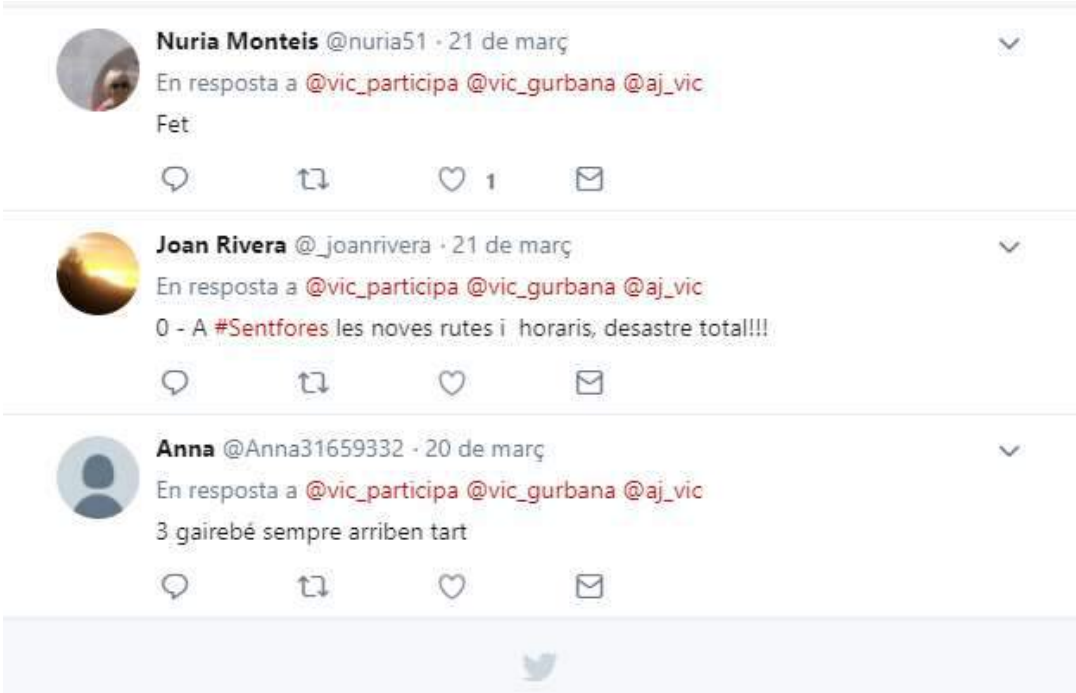 Nuria Monteis @nuria51 · 21 de març
En resposta a @vic_participa @vic_gurbana @aj_vic
Fet
1
Joan Rivera @_joanrivera · 21 de març
En resposta a @vic_participa @vic_gurbana @aj_vic
0 - A #Sentfores les noves rutes i horaris, desastre total!!!
Anna @Anna31659332 · 20 de març
En resposta a @vic_participa @vic_gurbana @aj_vic
3 gairebé sempre arriben tart